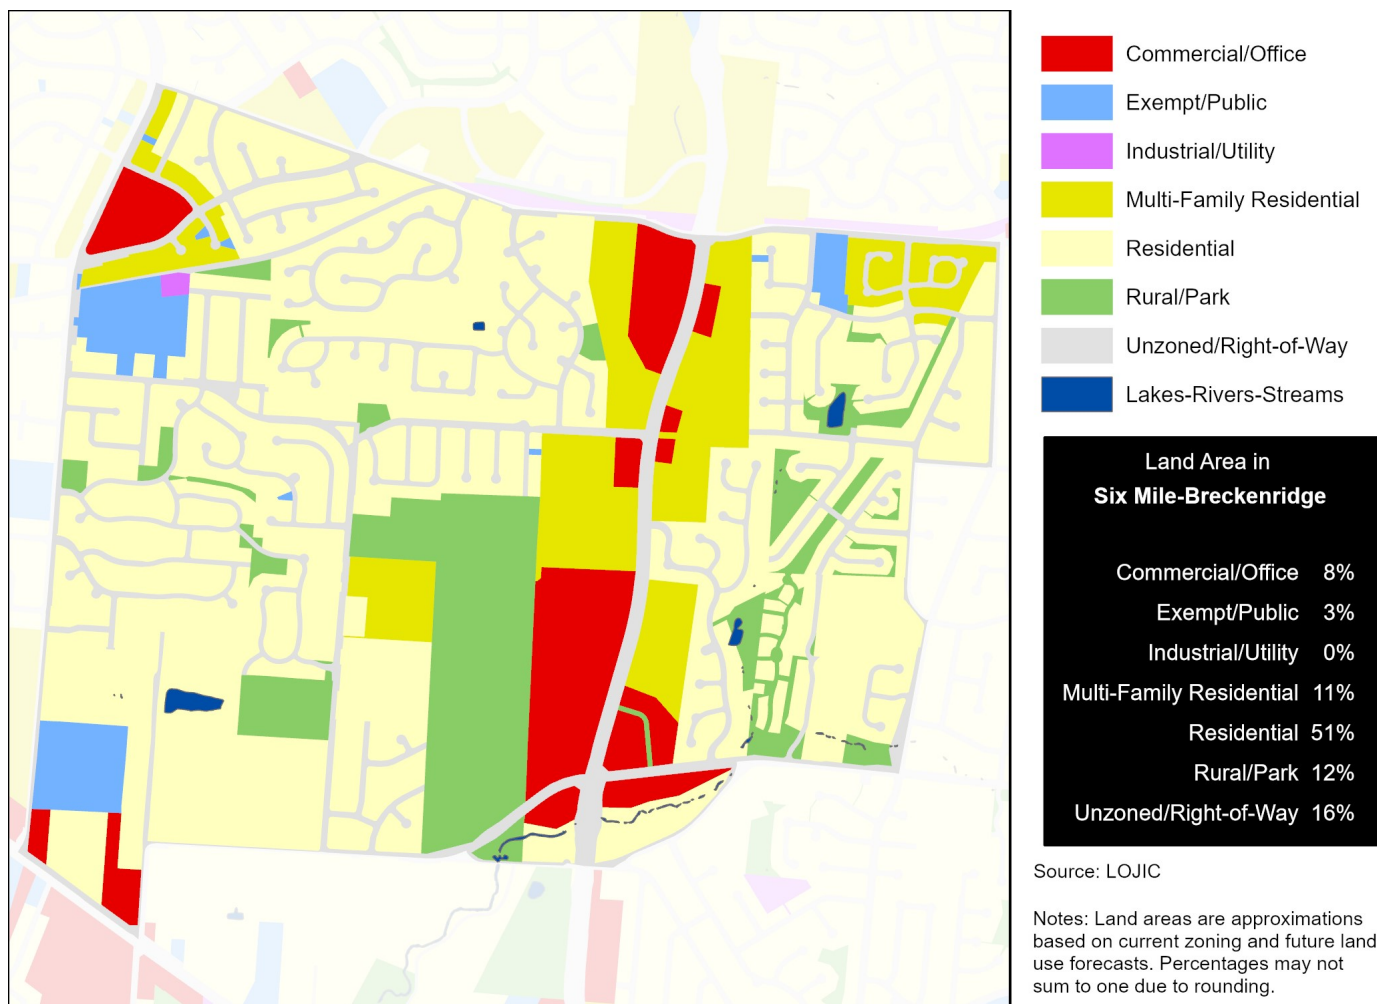 Commercial/Office
Exempt/Public
Industrial/Utility
Multi-Family Residential
Residential
Rural/Park
Unzoned/Right-of-Way
Lakes-Rivers-Streams
Land Area in
Six Mile-Breckenridge
Commercial/Office 8%
Exempt/Public 3%
Industrial/Utility 0%
Multi-Family Residential 11%
Residential 51%
Rural/Park 12%
Unzoned/Right-of-Way 16%
Source: LOJIC
Notes: Land areas are approximations
based on current zoning and future land
use forecasts. Percentages may not
sum to one due to rounding.